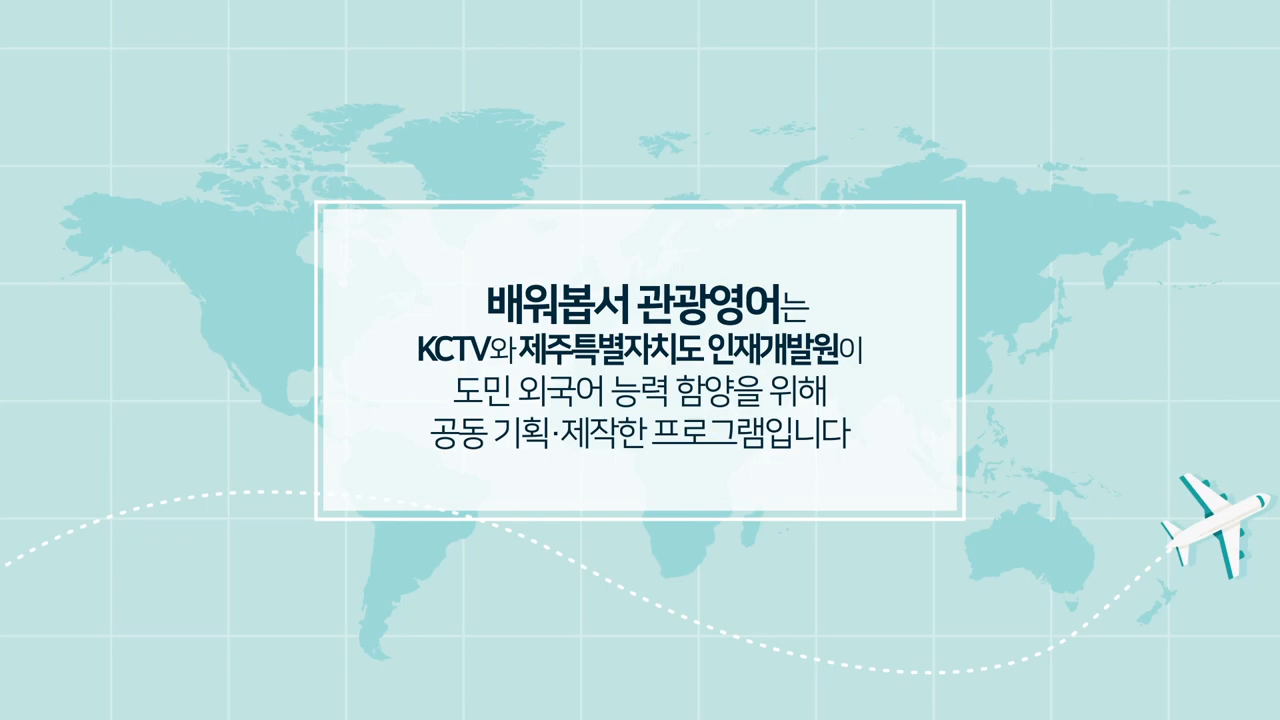 배워봅서 관광영어는
KCTV와 제주특별자치도 인재개발원이
도민 외국어 능력 함양을 위해
공동 기획·제작한 프로그램입니다